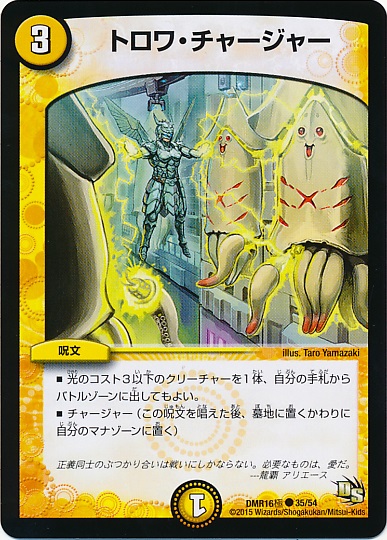 3
トロワ・チャージャー
illus. Taro Yamazaki
呪文
■ 光のコスト3以下のクリーチャーを1体、自分の手札から
バトルゾーンに出してもよい。
■ チャージャー(この呪文を唱えた後、墓地に置くかわりに
自分のマナゾーンに置く)
正義同士のぶつかり合いは戦いにしかならない。必要なものは、愛だ。
---龍覇 アリエース
1
DMR16極 ● 35/54
©2015 Wizards/Shogakukan/Mitsui-Kids
DS